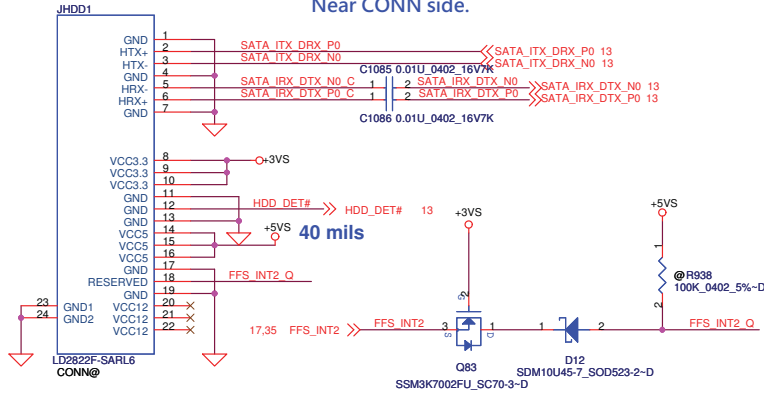 Near CONN side.
JHDD1
GND 1
HTX+ 2 SATA_ITX_DRX_P0 SATA_ITX_DRX_P0 13
HTX- 3 SATA_ITX_DRX_N0 SATA_ITX_DRX_N0 13
GND 4 C1085 0.01U_0402_16V7K
HRX- 5 SATA_IRX_DTX_N0_C 1 2 SATA_IRX_DTX_N0 SATA_IRX_DTX_N0 13
HRX+ 6 SATA_IRX_DTX_P0_C 1 2 SATA_IRX_DTX_P0 SATA_IRX_DTX_P0 13
GND 7 C1086 0.01U_0402_16V7K
VCC3.3 8 +3VS
VCC3.3 9
VCC3.3 10
GND 11
GND 12 HDD_DET# HDD_DET# 13
GND 13
VCC5 14 +5VS 40 mils
VCC5 15
VCC5 16
GND 17
RESERVED 18 FFS_INT2_Q
GND 19
VCC12 20
VCC12 21
VCC12 22
23 GND1
24 GND2
LD2822F-SARL6
CONN@
+3VS
+5VS
1
@R938
100K_0402_5%~D
2
G 2
17,35 FFS_INT2 FFS_INT2 3 S D 1 1 2 FFS_INT2_Q
Q83
SSM3K7002FU_SC70-3~D
D12
SDM10U45-7_SOD523-2~D